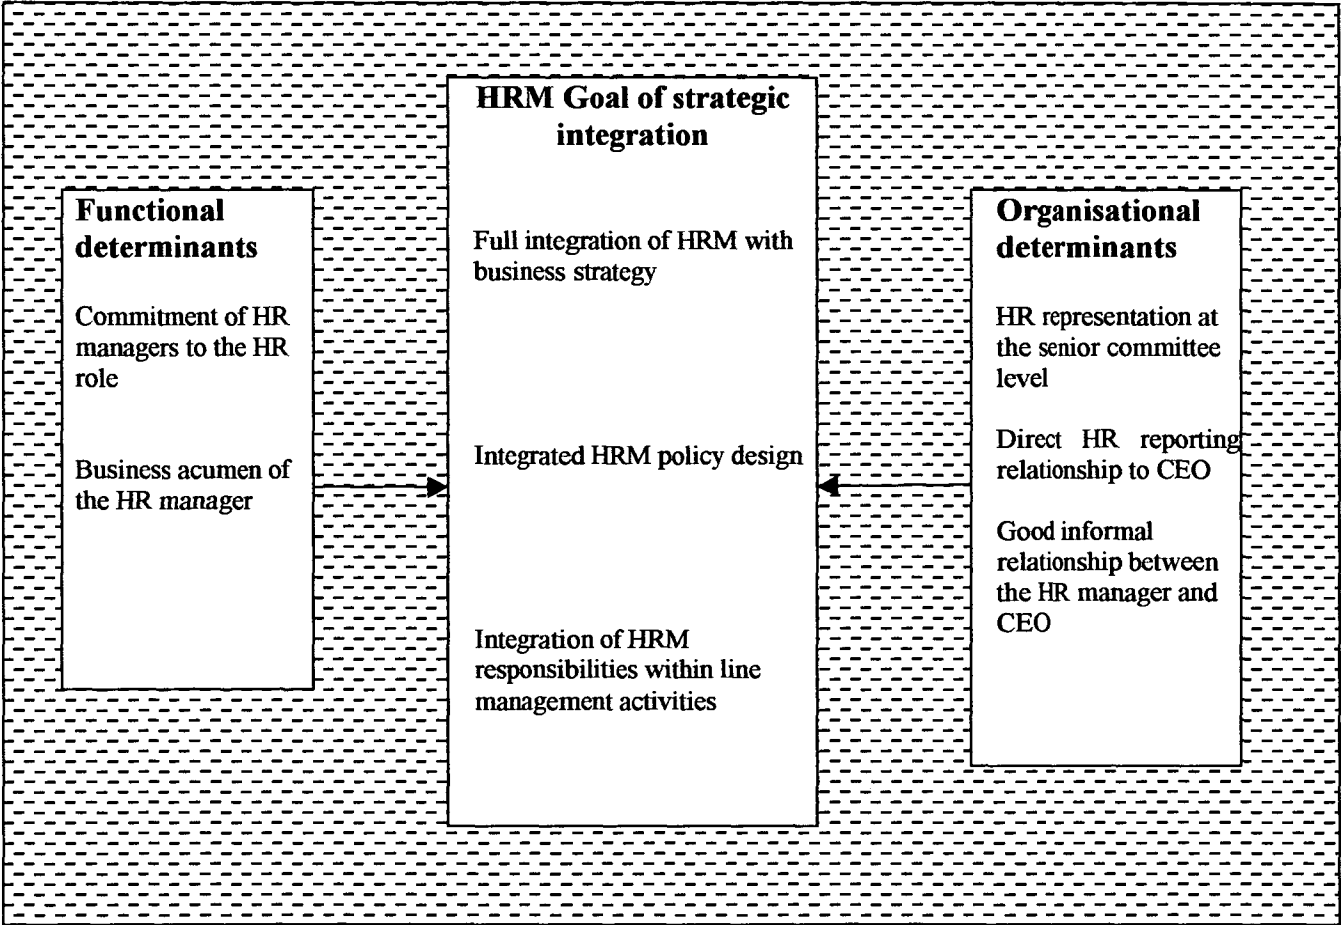 HRM Goal of strategic
integration
Full integration of HRM with
business strategy
Integrated HRM policy design
Integration of HRM
responsibilities within line
management activities
Functional
determinants
Commitment of HR
managers to the HR
role
Business acumen of
the HR manager
Organisational
determinants
HR representation at
the senior committee
level
Direct HR reporting
relationship to CEO
Good informal
relationship between
the HR manager and
CEO